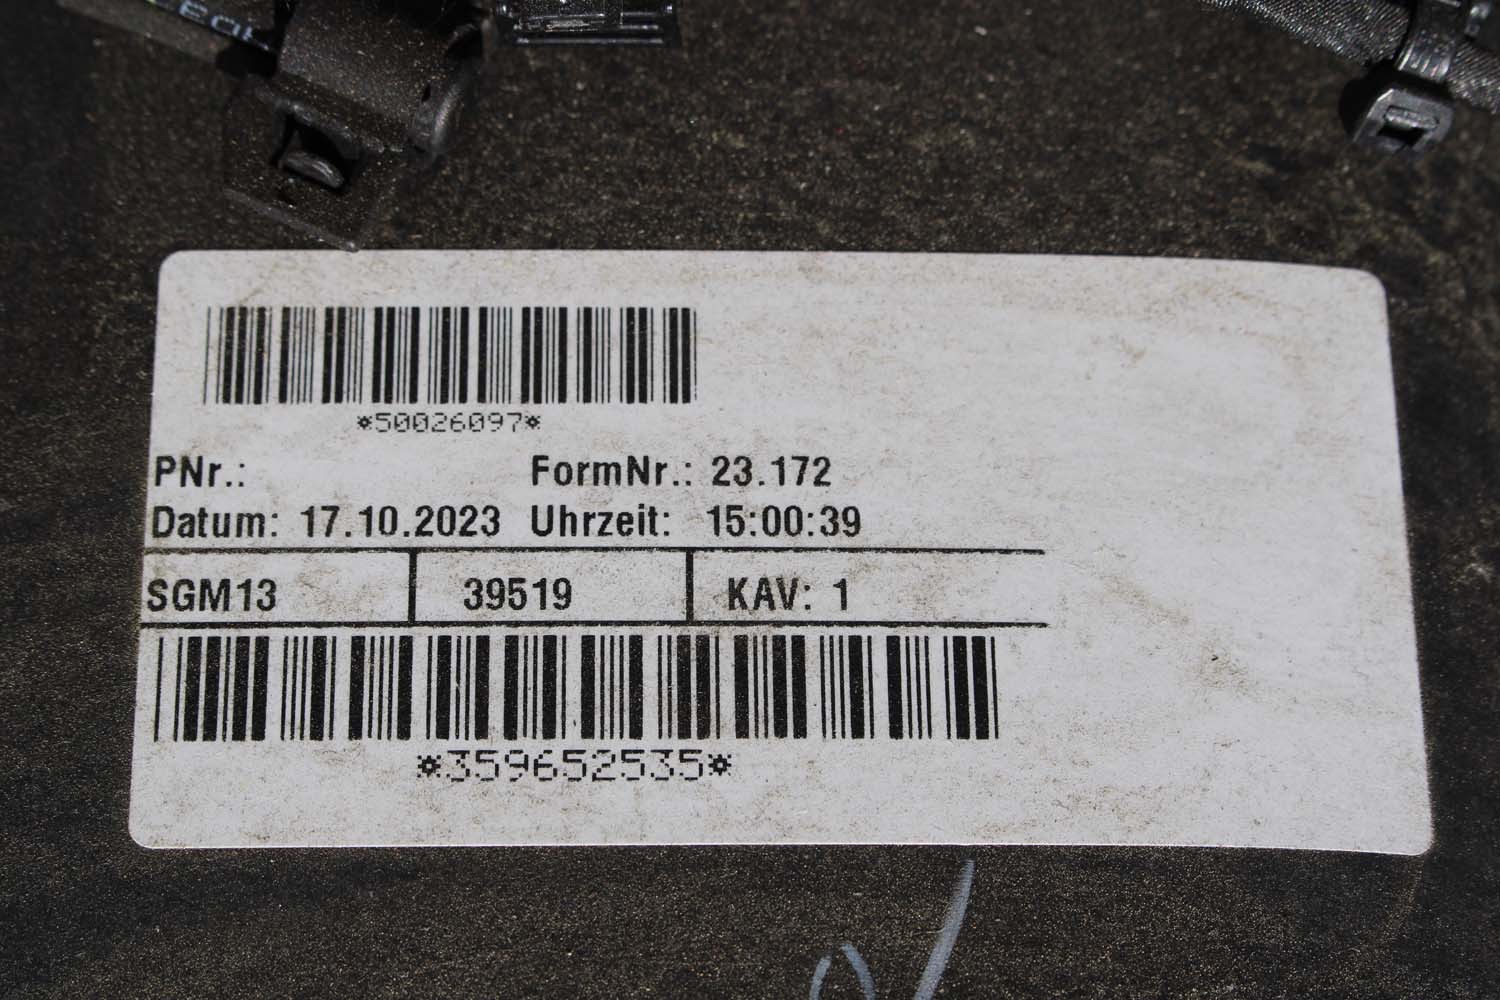 *50026097*
PNr.: FormNr.: 23.172
Datum: 17.10.2023 Uhrzeit: 15:00:39
SGM13 39519 KAV: 1
*359652535*